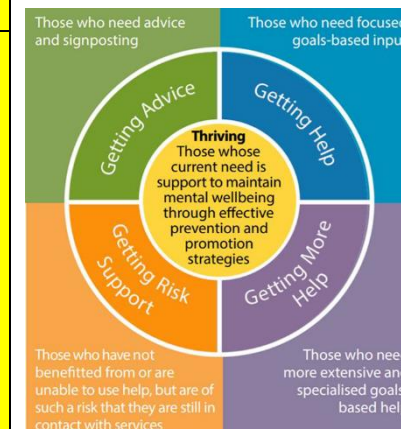 Those who need advice
and signposting
Those who need focused
goals-based input
Getting Advice
Getting Help
Thriving
Those whose
current need is
support to maintain
mental wellbeing
through effective
prevention and
promotion
strategies
Getting Risk
Support
Getting More
Help
Those who have not
benefitted from or are
unable to use help, but are of
such a risk that they are still in
contact with services
Those who need
more extensive and
specialised goals
based help